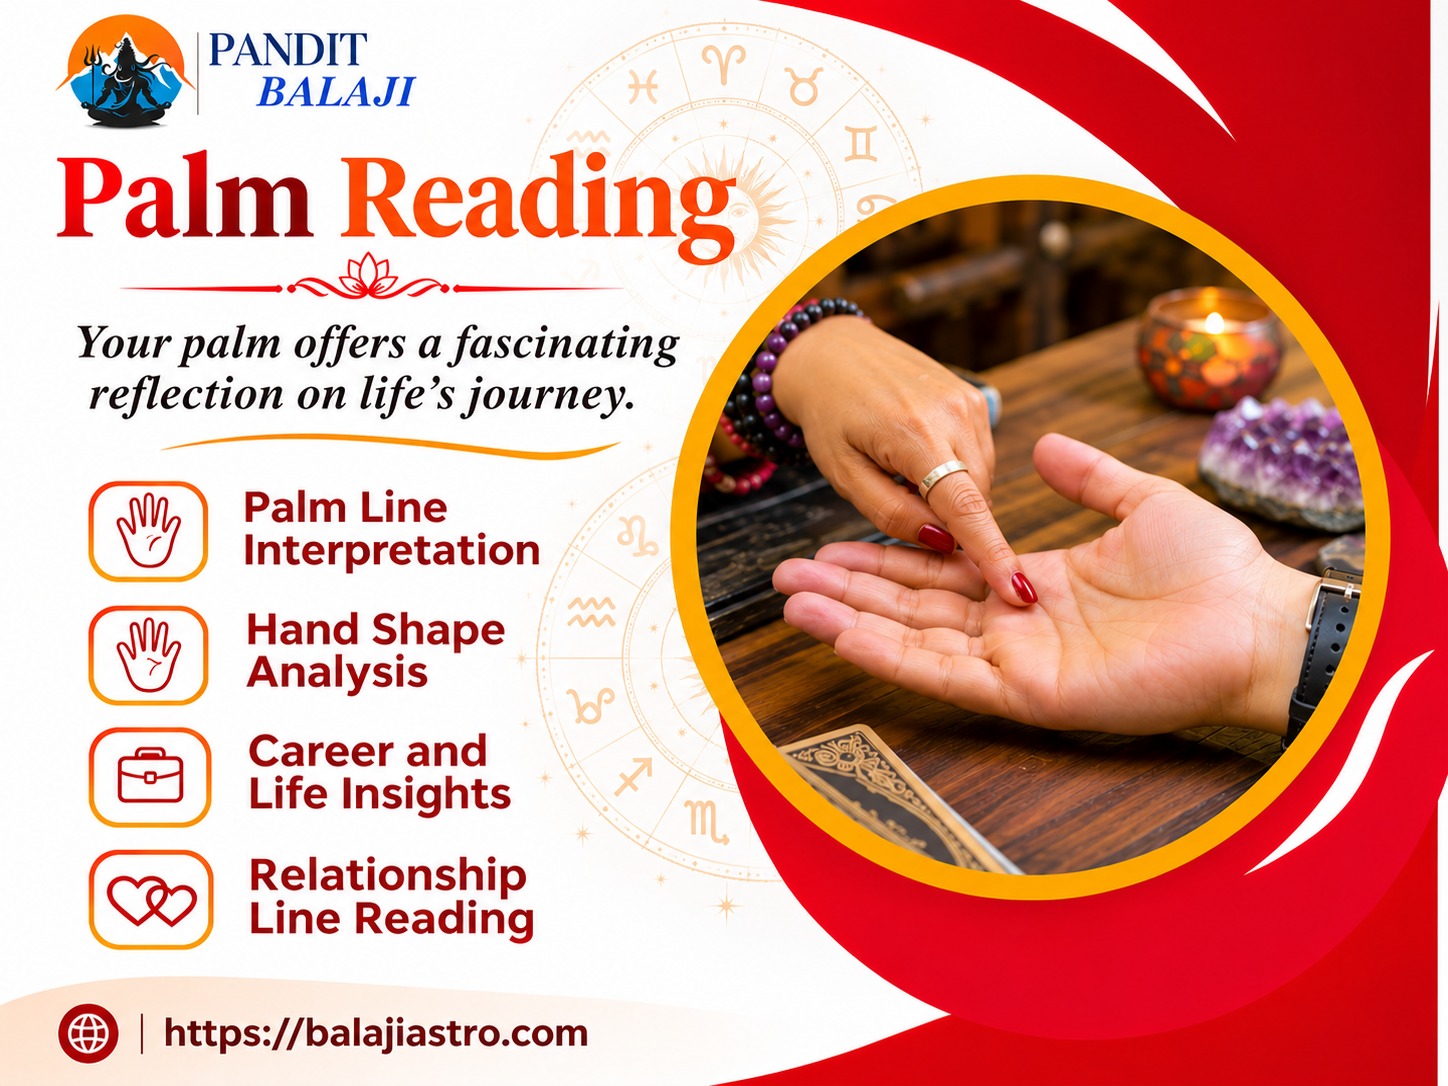 PANDIT
BALAJI
Palm Reading
Your palm offers a fascinating
reflection on life's journey.
Palm Line
Interpretation
Hand Shape
Analysis
Career and
Life Insights
Relationship
Line Reading
https://balajiastro.com